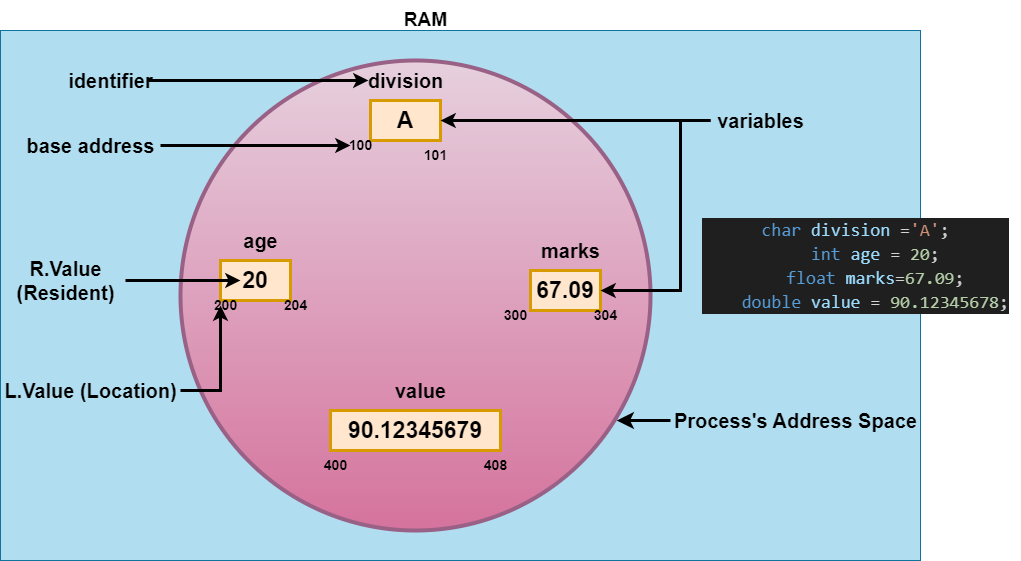 RAM
identifier
division
A
variables
base address
100
101
age
20
200
204
R.Value
(Resident)
marks
67.09
300
304
char division ='A';
int age = 20;
float marks=67.09;
double value = 90.12345678;
L.Value (Location)
value
90.12345679
400
408
Process's Address Space